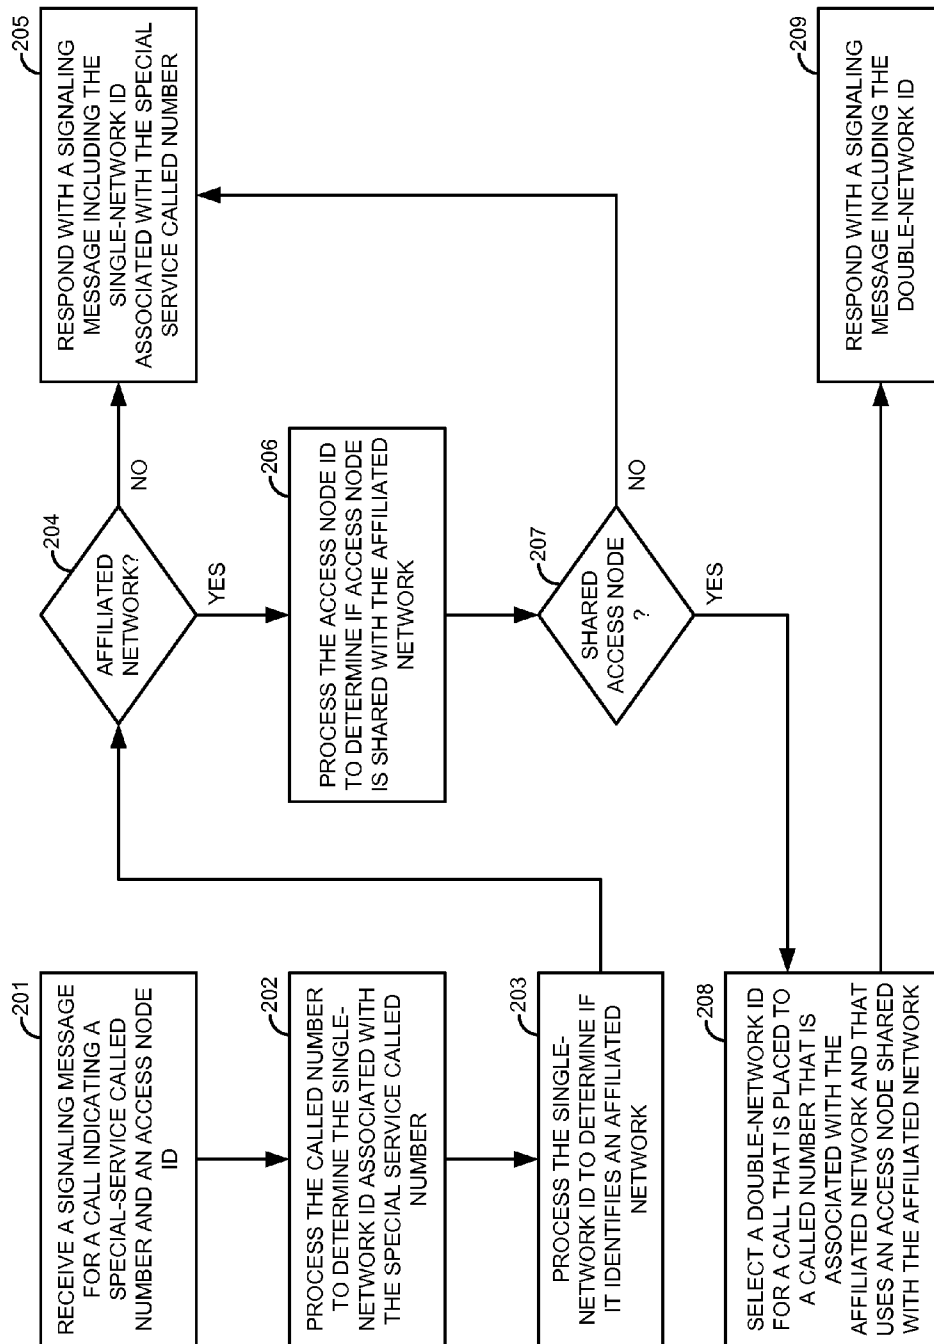 201
RECEIVE A SIGNALING MESSAGE
FOR A CALL INDICATING A
SPECIAL-SERVICE CALLED
NUMBER AND AN ACCESS NODE
ID
202
PROCESS THE CALLED NUMBER
TO DETERMINE THE SINGLE-
NETWORK ID ASSOCIATED WITH
THE SPECIAL SERVICE CALLED
NUMBER
203
PROCESS THE SINGLE-
NETWORK ID TO DETERMINE IF
IT IDENTIFIES AN AFFILIATED
NETWORK
204
AFFILIATED
NETWORK?
NO
YES
205
RESPOND WITH A SIGNALING
MESSAGE INCLUDING THE
SINGLE-NETWORK ID
ASSOCIATED WITH THE SPECIAL
SERVICE CALLED NUMBER
206
PROCESS THE ACCESS NODE ID
TO DETERMINE IF ACCESS NODE
IS SHARED WITH THE AFFILIATED
NETWORK
207
SHARED
ACCESS NODE
?
NO
YES
208
SELECT A DOUBLE-NETWORK ID
FOR A CALL THAT IS PLACED TO
A CALLED NUMBER THAT IS
ASSOCIATED WITH THE
AFFILIATED NETWORK AND THAT
USES AN ACCESS NODE SHARED
WITH THE AFFILIATED NETWORK
209
RESPOND WITH A SIGNALING
MESSAGE INCLUDING THE
DOUBLE-NETWORK ID